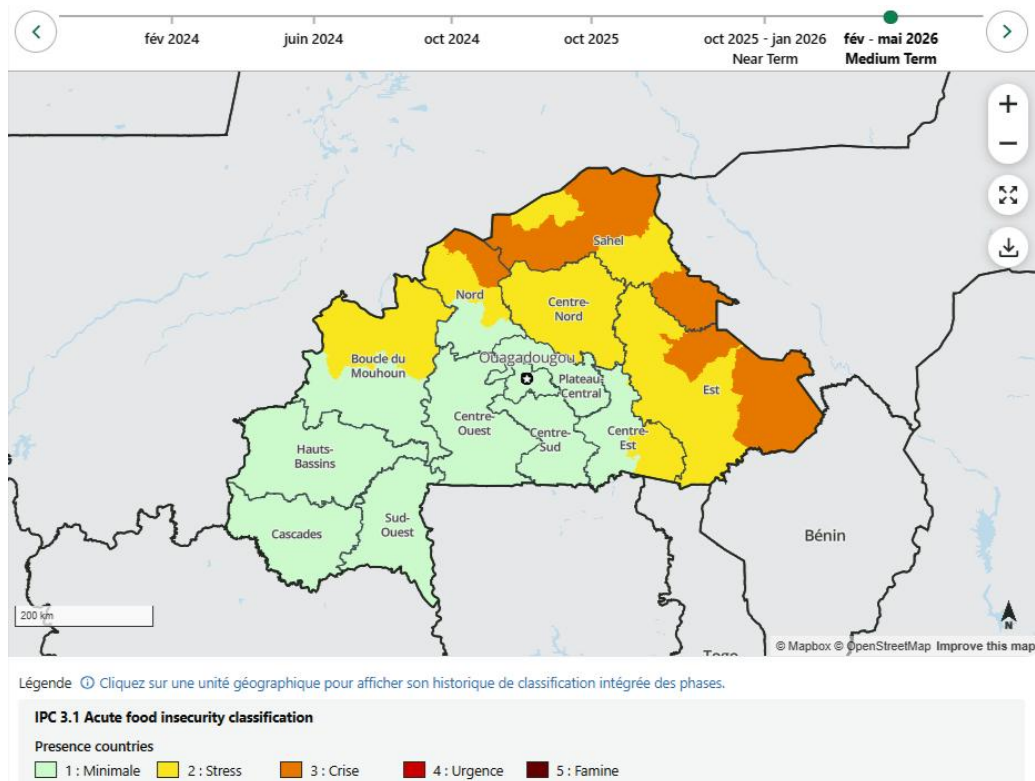 fév 2024
juin 2024
oct 2024
oct 2025
oct 2025 - jan 2026
Near Term
fév - mai 2026
Medium Term
Sahel
Nord
Centre-
Nord
Boucle du
Mouhoun
Ouagadougou
Plateau-
Central
Est
Centre-
Ouest
Centre-
Sud
Centre-
Est
Hauts-
Bassins
Cascades
Sud-
Ouest
Bénin
200 km
N
© Mapbox © OpenStreetMap Improve this map
Légende Cliquez sur une unité géographique pour afficher son historique de classification intégrée des phases.
IPC 3.1 Acute food insecurity classification
Presence countries
1 : Minimale 2 : Stress 3 : Crise 4 : Urgence 5 : Famine